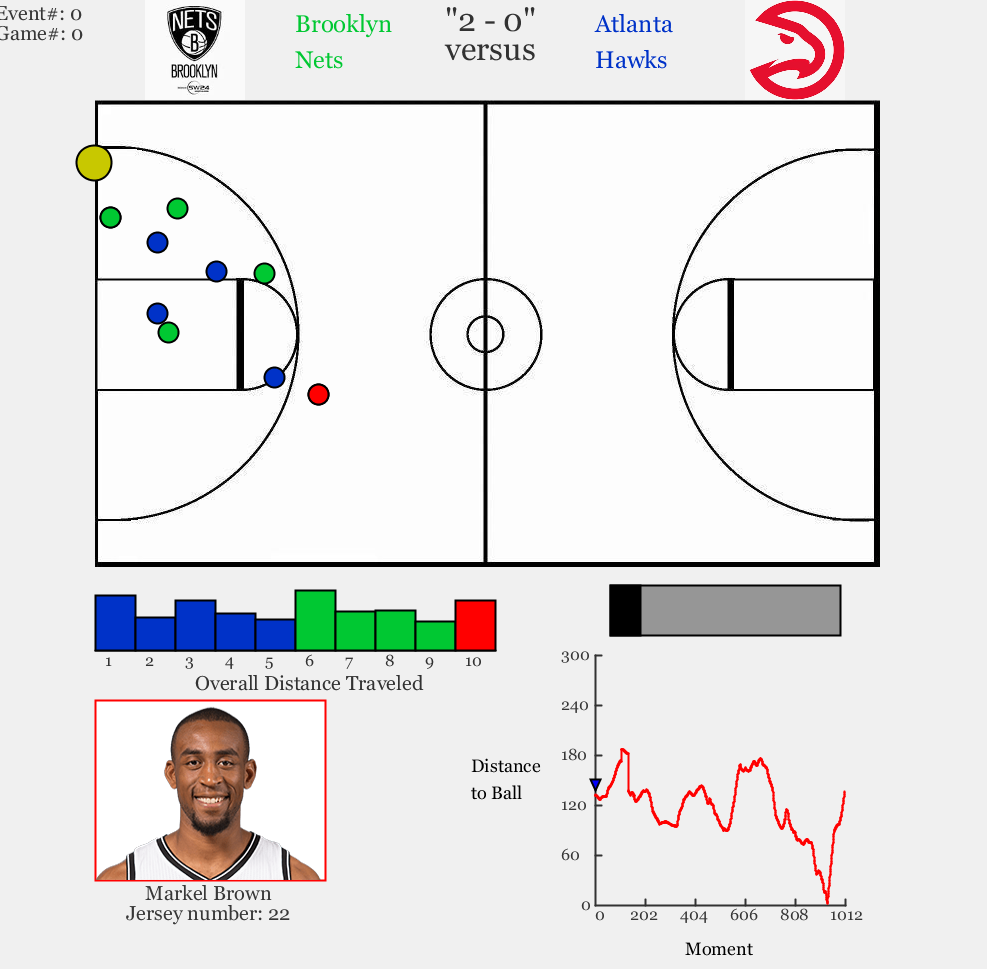 Event#: 0
Game#: 0
NETS
B
BROOKLYN
Brooklyn
Nets
"2 - 0"
versus
Atlanta
Hawks
1 2 3 4 5 6 7 8 9 10
Overall Distance Traveled
Markel Brown
Jersey number: 22
300
240
180
120
60
0
Distance
to Ball
0 202 404 606 808 1012
Moment